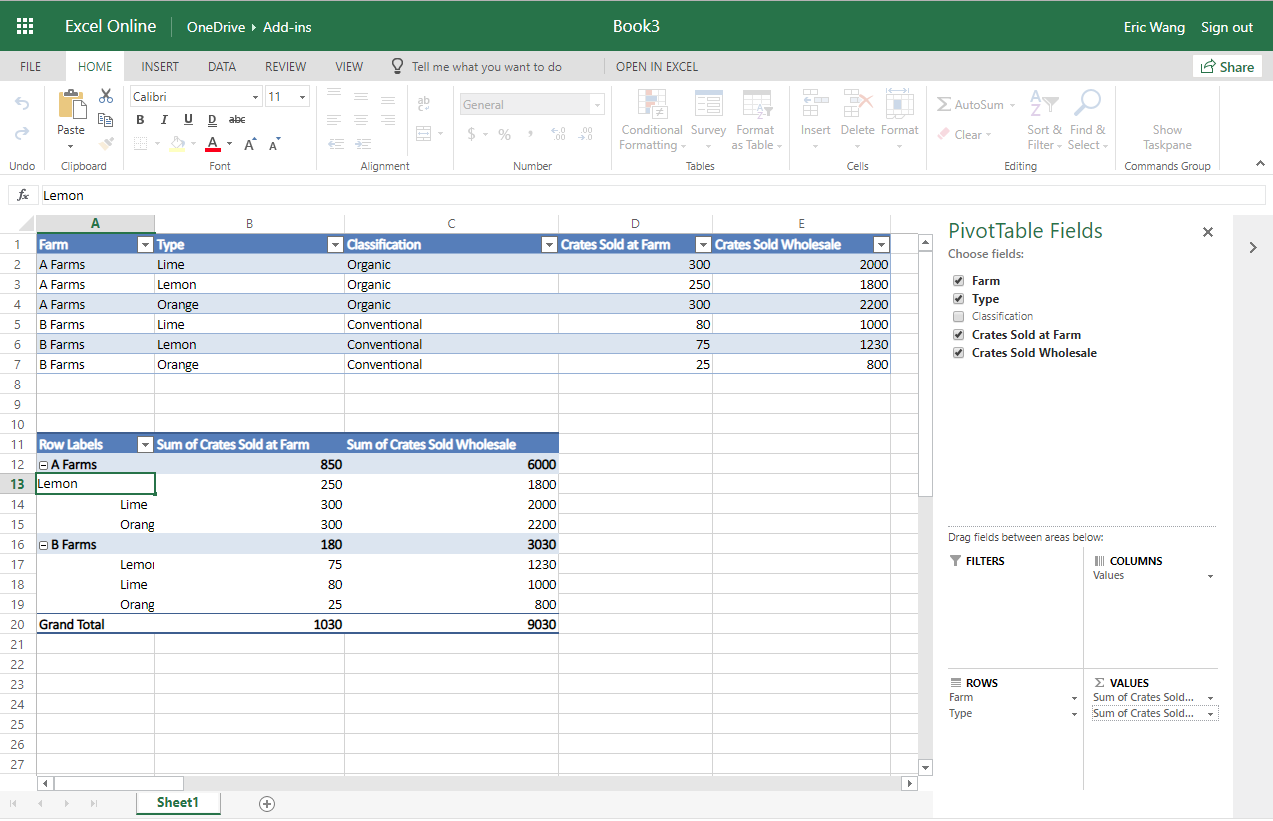 Excel Online OneDrive Add-ins Book3 Eric Wang Sign out
FILE HOME INSERT DATA REVIEW VIEW Tell me what you want to do OPEN IN EXCEL Share
Calibri 11 ab General AutoSum
Paste B I U D abc $ % , .00 .00 Conditional Formatting Survey Format as Table Insert Delete Format Clear Sort & Filter Find & Select Show Taskpane
Undo Clipboard Font Alignment Number Tables Cells Editing Commands Group
fx Lemon
A B C D E
1 Farm Type Classification Crates Sold at Farm Crates Sold Wholesale
2 A Farms Lime Organic 300 2000
3 A Farms Lemon Organic 250 1800
4 A Farms Orange Organic 300 2200
5 B Farms Lime Conventional 80 1000
6 B Farms Lemon Conventional 75 1230
7 B Farms Orange Conventional 25 800
8
9
10
11 Row Labels Sum of Crates Sold at Farm Sum of Crates Sold Wholesale
12 A Farms 850 6000
13 Lemon 250 1800
14 Lime 300 2000
15 Orang 300 2200
16 B Farms 180 3030
17 Lemo 75 1230
18 Lime 80 1000
19 Orang 25 800
20 Grand Total 1030 9030
21
22
23
24
25
26
27
Sheet1
PivotTable Fields
Choose fields:
Farm
Type
Classification
Crates Sold at Farm
Crates Sold Wholesale
Drag fields between areas below:
FILTERS
COLUMNS
Values
ROWS
Farm
Type
VALUES
Sum of Crates Sold...
Sum of Crates Sold...